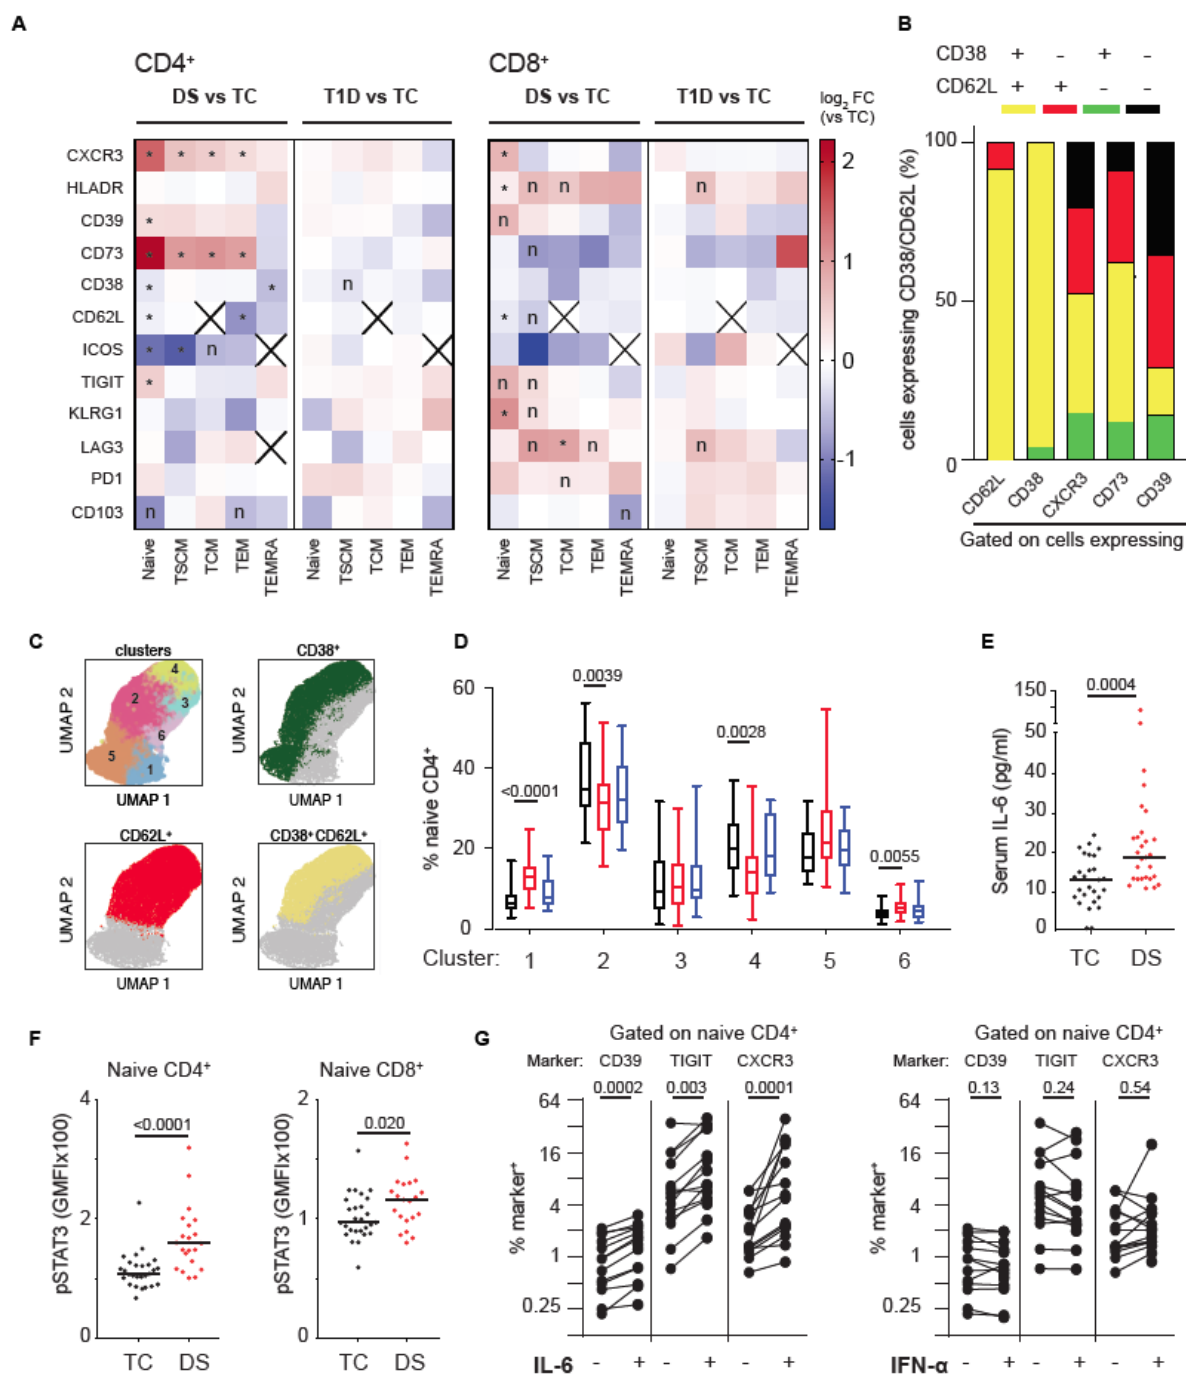 A
CD4+
CD8+
DS vs TC
T1D vs TC
DS vs TC
T1D vs TC
log2 FC
(vs TC)
CXCR3
HLADR
CD39
CD73
CD38
CD62L
ICOS
TIGIT
KLRG1
LAG3
PD1
CD103
* * * *
*
* * * *
* *
* *
* * n
*
n n
n
*
* n n
n
n
* n
n n
* n
n * n
n
n
n
n
2
1
0
-1
Naive
TSCM
TCM
TEM
TEMRA
Naive
TSCM
TCM
TEM
TEMRA
Naive
TSCM
TCM
TEM
TEMRA
Naive
TSCM
TCM
TEM
TEMRA
B
CD38 + - + -
CD62L + + - -
cells expressing CD38/CD62L (%)
100
50
0
CD62L
CD38
CXCR3
CD73
CD39
Gated on cells expressing
C
clusters
4
2
3
6
5
1
UMAP 2
UMAP 1
CD38+
UMAP 2
UMAP 1
CD62L+
UMAP 2
UMAP 1
CD38+CD62L+
UMAP 2
UMAP 1
D
% naive CD4+
60
40
20
0
<0.0001
0.0039
0.0028
0.0055
Cluster: 1 2 3 4 5 6
E
Serum IL-6 (pg/ml)
0.0004
150
50
30
20
10
0
TC DS
F
Naive CD4+
pSTAT3 (GMFIx100)
<0.0001
4
2
0
TC DS
Naive CD8+
pSTAT3 (GMFIx100)
0.020
2
1
0
TC DS
G
Gated on naive CD4+
Marker: CD39 TIGIT CXCR3
0.0002 0.003 0.0001
% marker+
64
16
4
1
0.25
IL-6 - + - + - +
Gated on naive CD4+
Marker: CD39 TIGIT CXCR3
0.13 0.24 0.54
% marker+
64
16
4
1
0.25
IFN-α - + - + - +